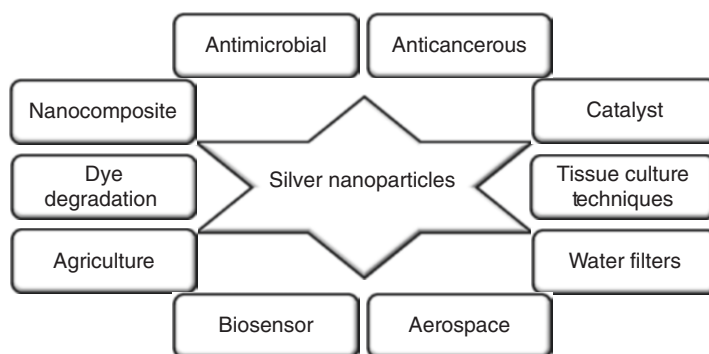 Antimicrobial
Anticancerous
Nanocomposite
Catalyst
Dye
degradation
Silver nanoparticles
Tissue culture
techniques
Agriculture
Water filters
Biosensor
Aerospace